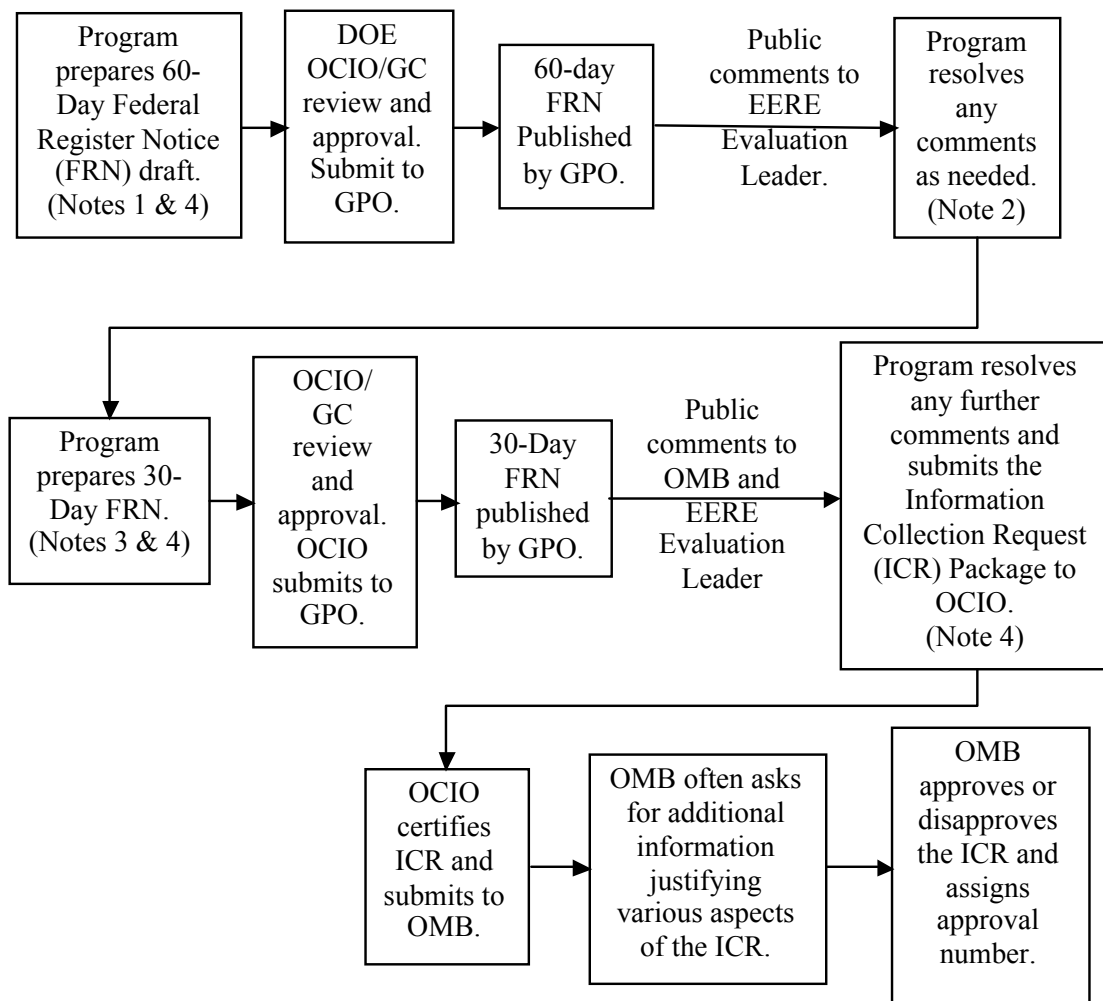 Program
prepares 60-
Day Federal
Register Notice
(FRN) draft.
(Notes 1 & 4)
DOE
OCIO/GC
review and
approval.
Submit to
GPO.
60-day
FRN
Published
by GPO.
Public
comments to
EERE
Evaluation
Leader.
Program
resolves
any
comments
as needed.
(Note 2)
Program
prepares 30-
Day FRN.
(Notes 3 & 4)
OCIO/
GC
review
and
approval.
OCIO
submits to
GPO.
30-Day
FRN
published
by GPO.
Public
comments to
OMB and
EERE
Evaluation
Leader
Program resolves
any further
comments and
submits the
Information
Collection Request
(ICR) Package to
OCIO.
(Note 4)
OCIO
certifies
ICR and
submits to
OMB.
OMB often asks
for additional
information
justifying
various aspects
of the ICR.
OMB
approves or
disapproves
the ICR and
assigns
approval
number.